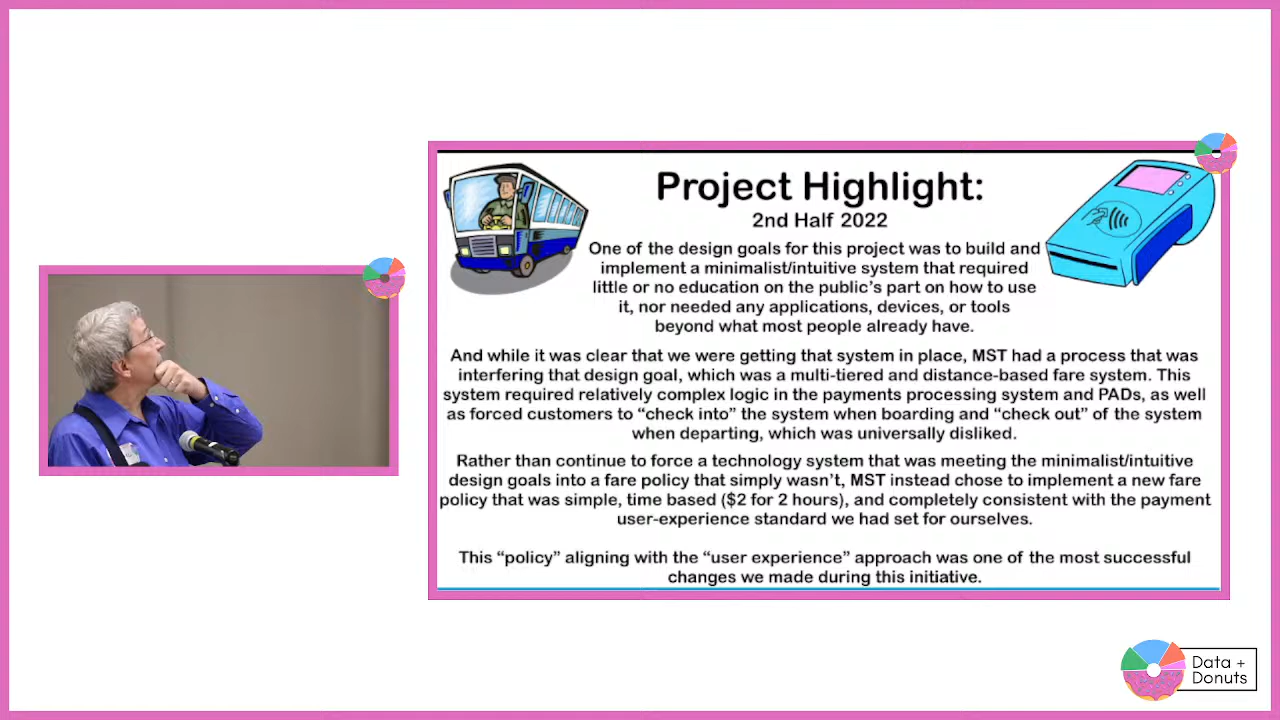 Project Highlight:
2nd Half 2022
One of the design goals for this project was to build and
implement a minimalist/intuitive system that required
little or no education on the public's part on how to use
it, nor needed any applications, devices, or tools
beyond what most people already have.
And while it was clear that we were getting that system in place, MST had a process that was
interfering that design goal, which was a multi-tiered and distance-based fare system. This
system required relatively complex logic in the payments processing system and PADs, as well
as forced customers to “check into” the system when boarding and “check out” of the system
when departing, which was universally disliked.
Rather than continue to force a technology system that was meeting the minimalist/intuitive
design goals into a fare policy that simply wasn't, MST instead chose to implement a new fare
policy that was simple, time based ($2 for 2 hours), and completely consistent with the payment
user-experience standard we had set for ourselves.
This “policy” aligning with the “user experience” approach was one of the most successful
changes we made during this initiative.
Data +
Donuts